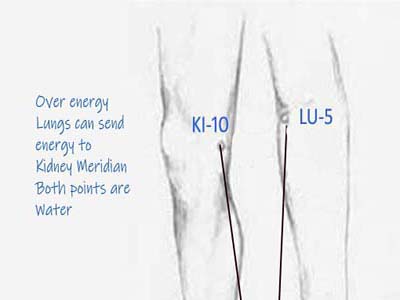 Over energy
Lungs can send
energy to
Kidney Meridian
Both points are
Water
KI-10
LU-5